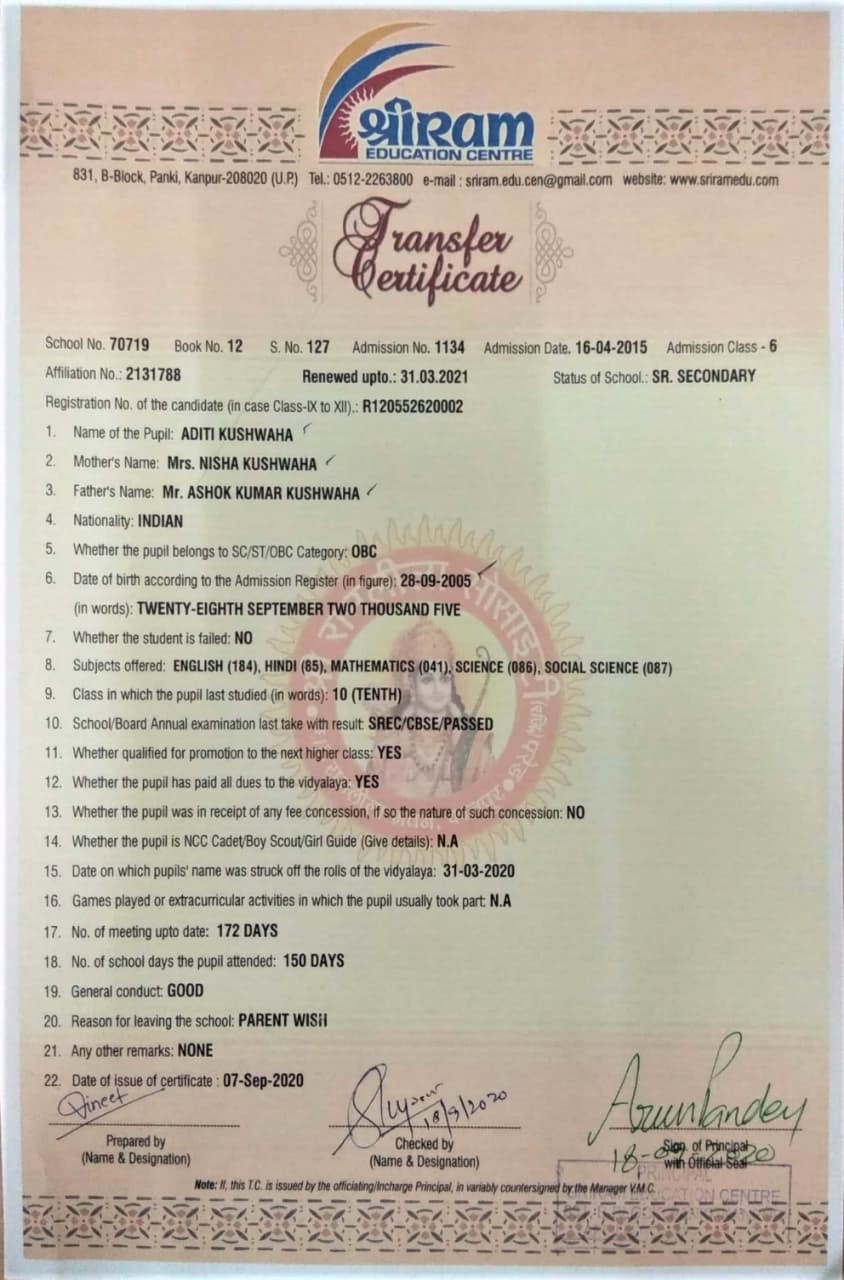 श्रीRam
EDUCATION CENTRE
831, B-Block, Panki, Kanpur-208020 (U.P.) Tel.: 0512-2263800 e-mail : sriram.edu.cen@gmail.com website: www.sriramedu.com
Transfer
Certificate
School No. 70719 Book No. 12 S. No. 127 Admission No. 1134 Admission Date. 16-04-2015 Admission Class - 6
Affiliation No.: 2131788 Renewed upto.: 31.03.2021 Status of School.: SR. SECONDARY
Registration No. of the candidate (in case Class-IX to XII).: R120552620002
1. Name of the Pupil: ADITI KUSHWAHA
2. Mother's Name: Mrs. NISHA KUSHWAHA
3. Father's Name: Mr. ASHOK KUMAR KUSHWAHA
4. Nationality: INDIAN
5. Whether the pupil belongs to SC/ST/OBC Category: OBC
6. Date of birth according to the Admission Register (in figure): 28-09-2005
(in words): TWENTY-EIGHTH SEPTEMBER TWO THOUSAND FIVE
7. Whether the student is failed: NO
8. Subjects offered: ENGLISH (184), HINDI (85), MATHEMATICS (041), SCIENCE (086), SOCIAL SCIENCE (087)
9. Class in which the pupil last studied (in words): 10 (TENTH)
10. School/Board Annual examination last take with result: SREC/CBSE/PASSED
11. Whether qualified for promotion to the next higher class: YES
12. Whether the pupil has paid all dues to the vidyalaya: YES
13. Whether the pupil was in receipt of any fee concession, if so the nature of such concession: NO
14. Whether the pupil is NCC Cadet/Boy Scout/Girl Guide (Give details): N.A
15. Date on which pupils' name was struck off the rolls of the vidyalaya: 31-03-2020
16. Games played or extracurricular activities in which the pupil usually took part: N.A
17. No. of meeting upto date: 172 DAYS
18. No. of school days the pupil attended: 150 DAYS
19. General conduct: GOOD
20. Reason for leaving the school: PARENT WISH
21. Any other remarks: NONE
22. Date of issue of certificate : 07-Sep-2020
Vineet 18/9/2020 Arun Pandey
Prepared by Checked by Sign. of Principal
18-09-2020
(Name & Designation) (Name & Designation) with Official Seal
PRINCIPAL
Note: If, this T.C. is issued by the officiating/Incharge Principal, in variably countersigned by the Manager V.M.C.
EDUCATION CENTRE